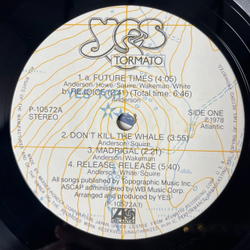 yes
TORMATO
1.a. FUTURE TIMES (4:05)
Anderson·Howe·Squire·Wakeman·White
by REJOICE (2:41) (Total time: 6:46)
Anderson
P-10572A
STEREO
SIDE ONE
℗ 1978
Atlantic
2. DON'T KILL THE WHALE (3:55)
Anderson·Squire
3. MADRIGAL (2:21)
Anderson·Wakeman
4. RELEASE, RELEASE (5:40)
Anderson·White·Squire
All songs published by Topographic Music Inc.
ASCAP administered by WB Music Corp.
Arranged and produced by YES
(P-10572A1)